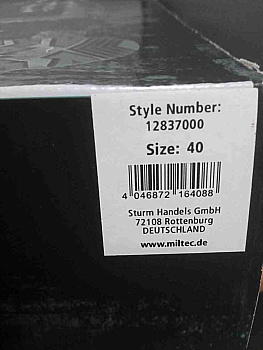 Style Number:
12837000
Size: 40
4 046872 164088
Sturm Handels GmbH
72108 Rottenburg
DEUTSCHLAND
www.miltec.de